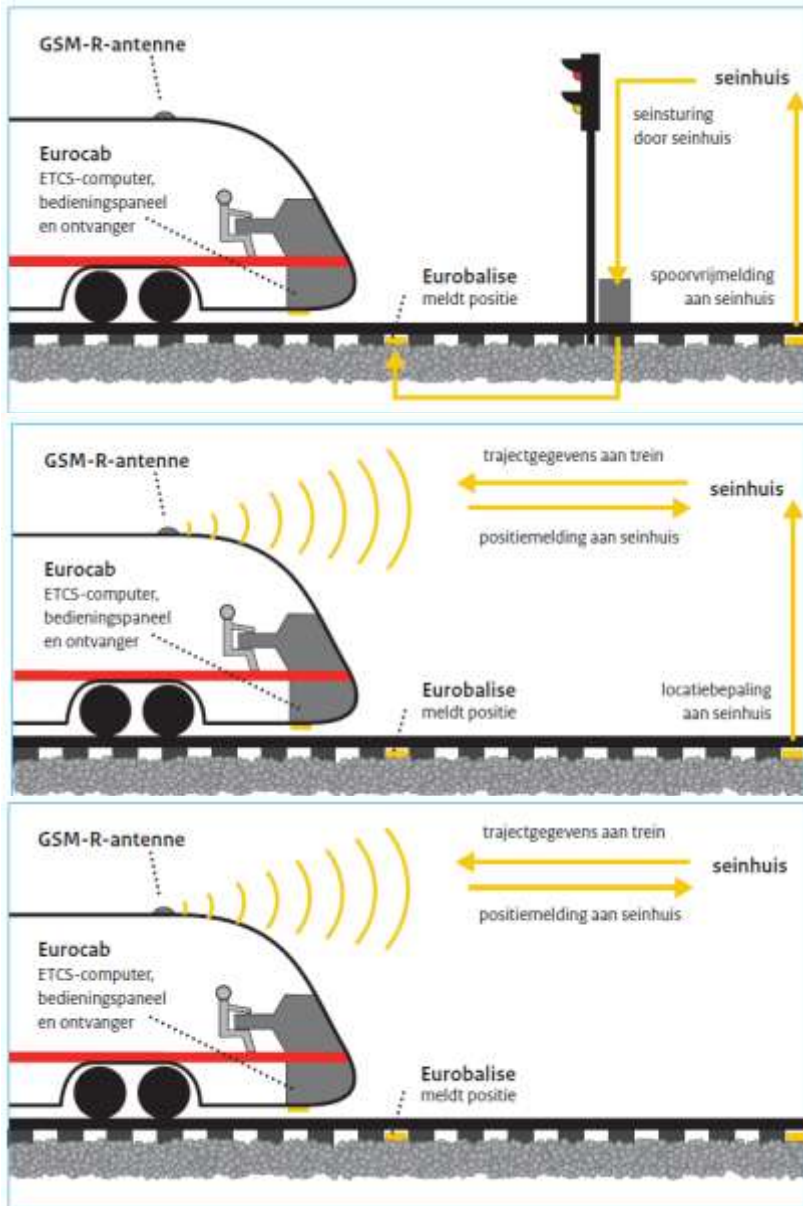 GSM-R-antenne
seinhuis
seinsturing
door seinhuis
Eurocab
ETCS-computer,
bedieningspaneel
en ontvanger
Eurobalise
meldt positie
spoorvrijmelding
aan seinhuis
GSM-R-antenne
trajectgegevens aan trein
seinhuis
positiemelding aan seinhuis
Eurocab
ETCS-computer,
bedieningspaneel
en ontvanger
Eurobalise
meldt positie
locatiebepaling
aan seinhuis
GSM-R-antenne
trajectgegevens aan trein
seinhuis
positiemelding aan seinhuis
Eurocab
ETCS-computer,
bedieningspaneel
en ontvanger
Eurobalise
meldt positie